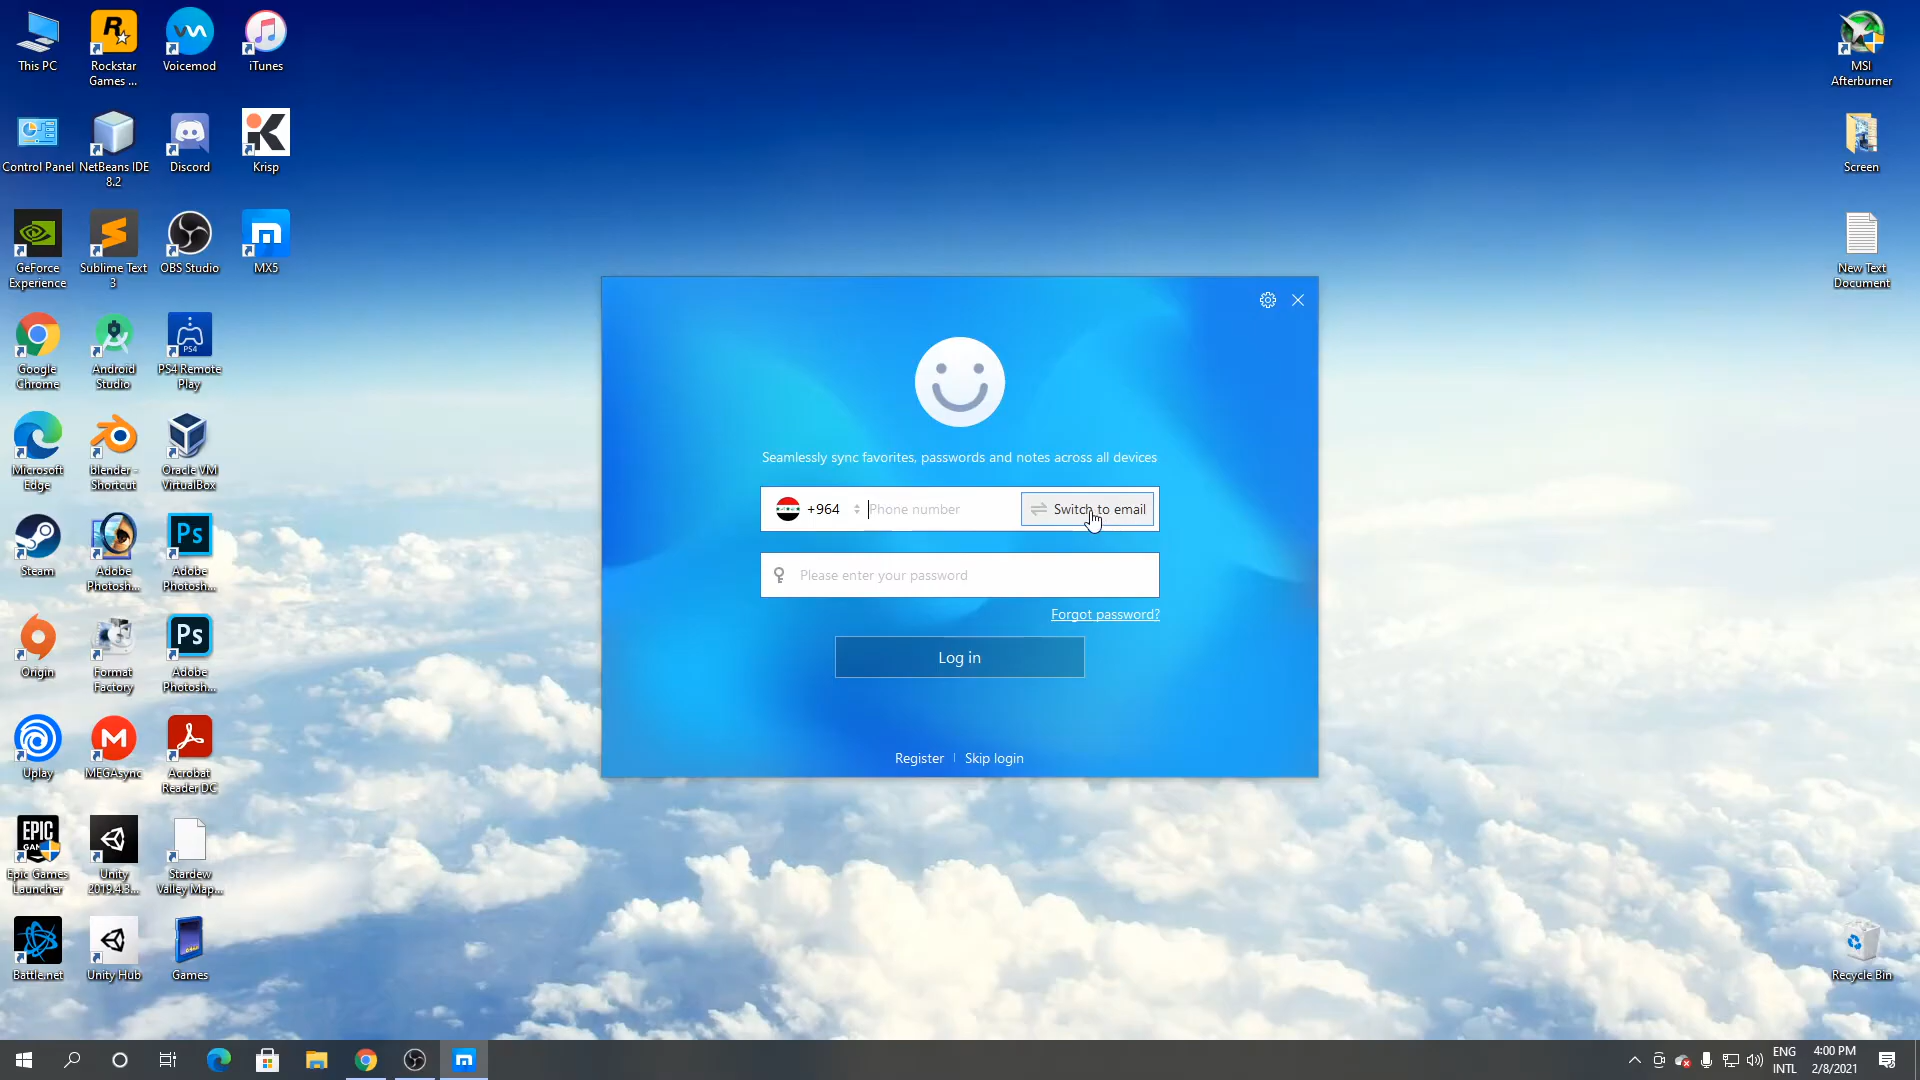 This PC
Rockstar
Games ...
Voicemod
iTunes
MSI
Afterburner
Control Panel
NetBeans IDE
8.2
Discord
Krisp
Screen
GeForce
Experience
Sublime Text
3
OBS Studio
MX5
New Text
Document
Google
Chrome
Android
Studio
PS4
PS4 Remote
Play
Microsoft
Edge
blender -
Shortcut
Oracle VM
VirtualBox
Steam
Adobe
Photosh...
Ps
Adobe
Photosh...
Origin
Format
Factory
Ps
Adobe
Photosh...
Uplay
MEGAsync
Acrobat
Reader DC
EPIC
GAMES
Epic Games
Launcher
Unity
2019.4.3...
Stardew
Valley Map...
Battle.net
Unity Hub
Games
Recycle Bin
Seamlessly sync favorites, passwords and notes across all devices
+964
Phone number
Switch to email
Please enter your password
Forgot password?
Log in
Register
Skip login
ENG
INTL
4:00 PM
2/8/2021